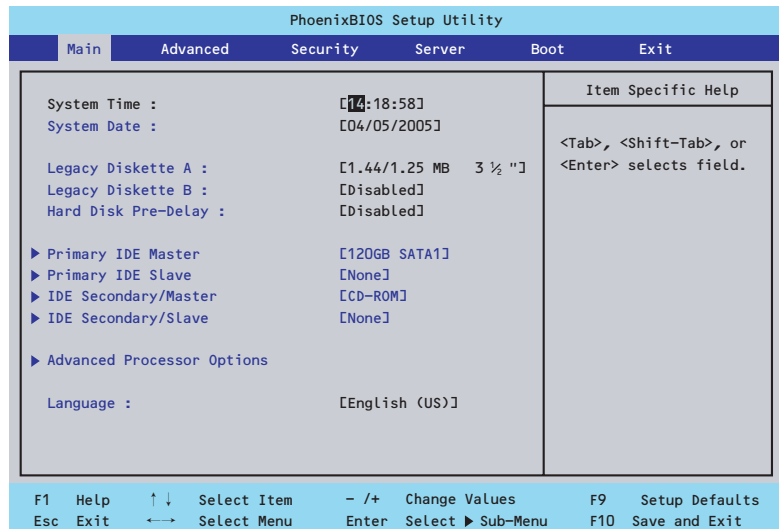 PhoenixBIOS Setup Utility
Main Advanced Security Server Boot Exit
Item Specific Help
System Time : [14:18:58]
System Date : [04/05/2005]
<Tab>, <Shift-Tab>, or
<Enter> selects field.
Legacy Diskette A : [1.44/1.25 MB 3 ½ "]
Legacy Diskette B : [Disabled]
Hard Disk Pre-Delay : [Disabled]
▶ Primary IDE Master [120GB SATA1]
▶ Primary IDE Slave [None]
▶ IDE Secondary/Master [CD-ROM]
▶ IDE Secondary/Slave [None]
▶ Advanced Processor Options
Language : [English (US)]
F1 Help ↑↓ Select Item - /+ Change Values F9 Setup Defaults
Esc Exit ←→ Select Menu Enter Select ▶ Sub-Menu F10 Save and Exit